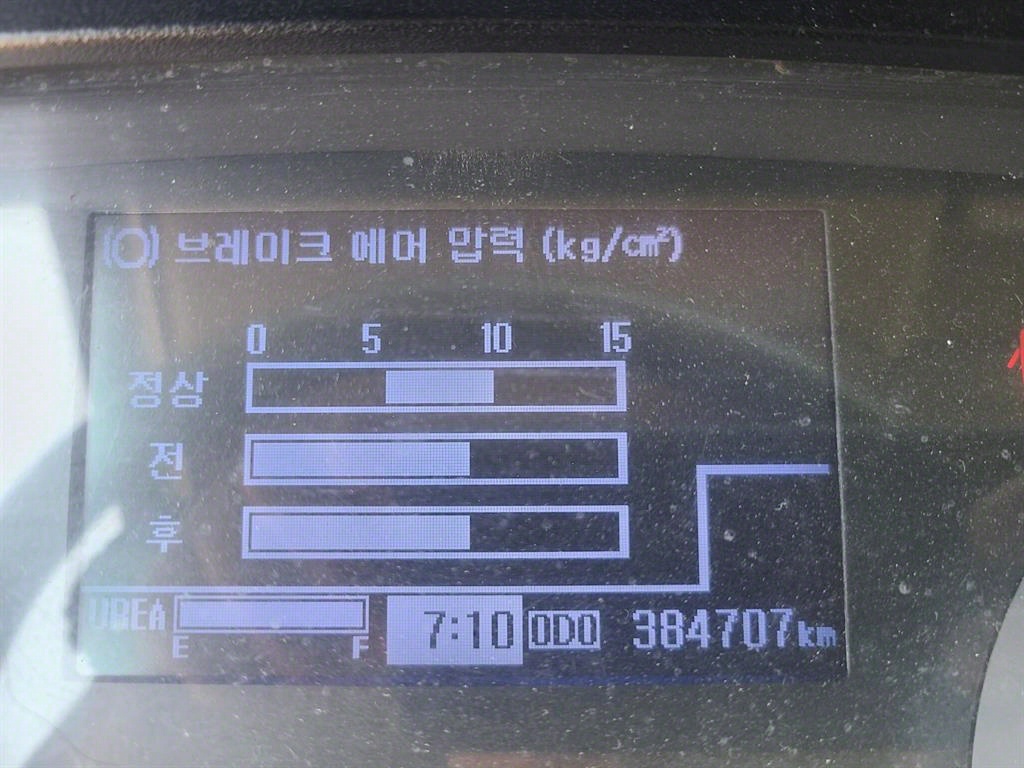 브레이크 에어 압력 (kg/cm²)
0 5 10 15
정상
전
후
UREA E F 7:10 ODO 384707km